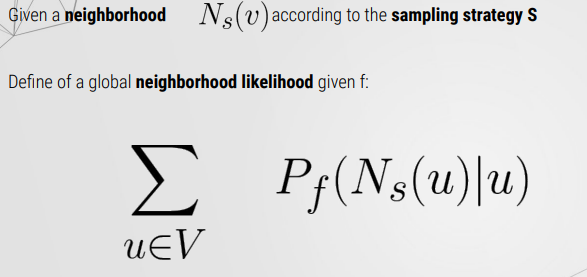 Given a neighborhood N_s(v) according to the sampling strategy S
Define of a global neighborhood likelihood given f:
∑ P_f(N_s(u)|u)
u∈V